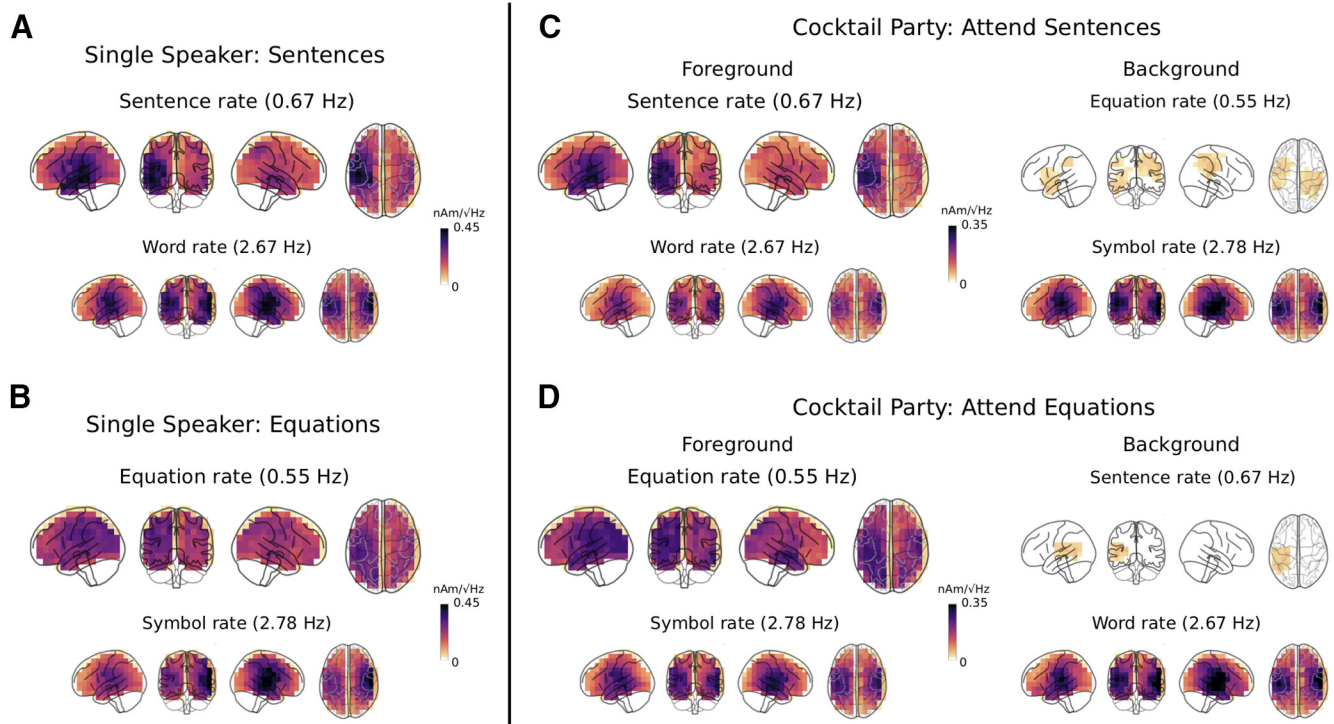 A
Single Speaker: Sentences
Sentence rate (0.67 Hz)
nAm/√Hz
0.45
0
Word rate (2.67 Hz)
B
Single Speaker: Equations
Equation rate (0.55 Hz)
nAm/√Hz
0.45
0
Symbol rate (2.78 Hz)
C
Cocktail Party: Attend Sentences
Foreground
Sentence rate (0.67 Hz)
nAm/√Hz
0.35
0
Word rate (2.67 Hz)
Background
Equation rate (0.55 Hz)
Symbol rate (2.78 Hz)
D
Cocktail Party: Attend Equations
Foreground
Equation rate (0.55 Hz)
nAm/√Hz
0.35
0
Symbol rate (2.78 Hz)
Background
Sentence rate (0.67 Hz)
Word rate (2.67 Hz)